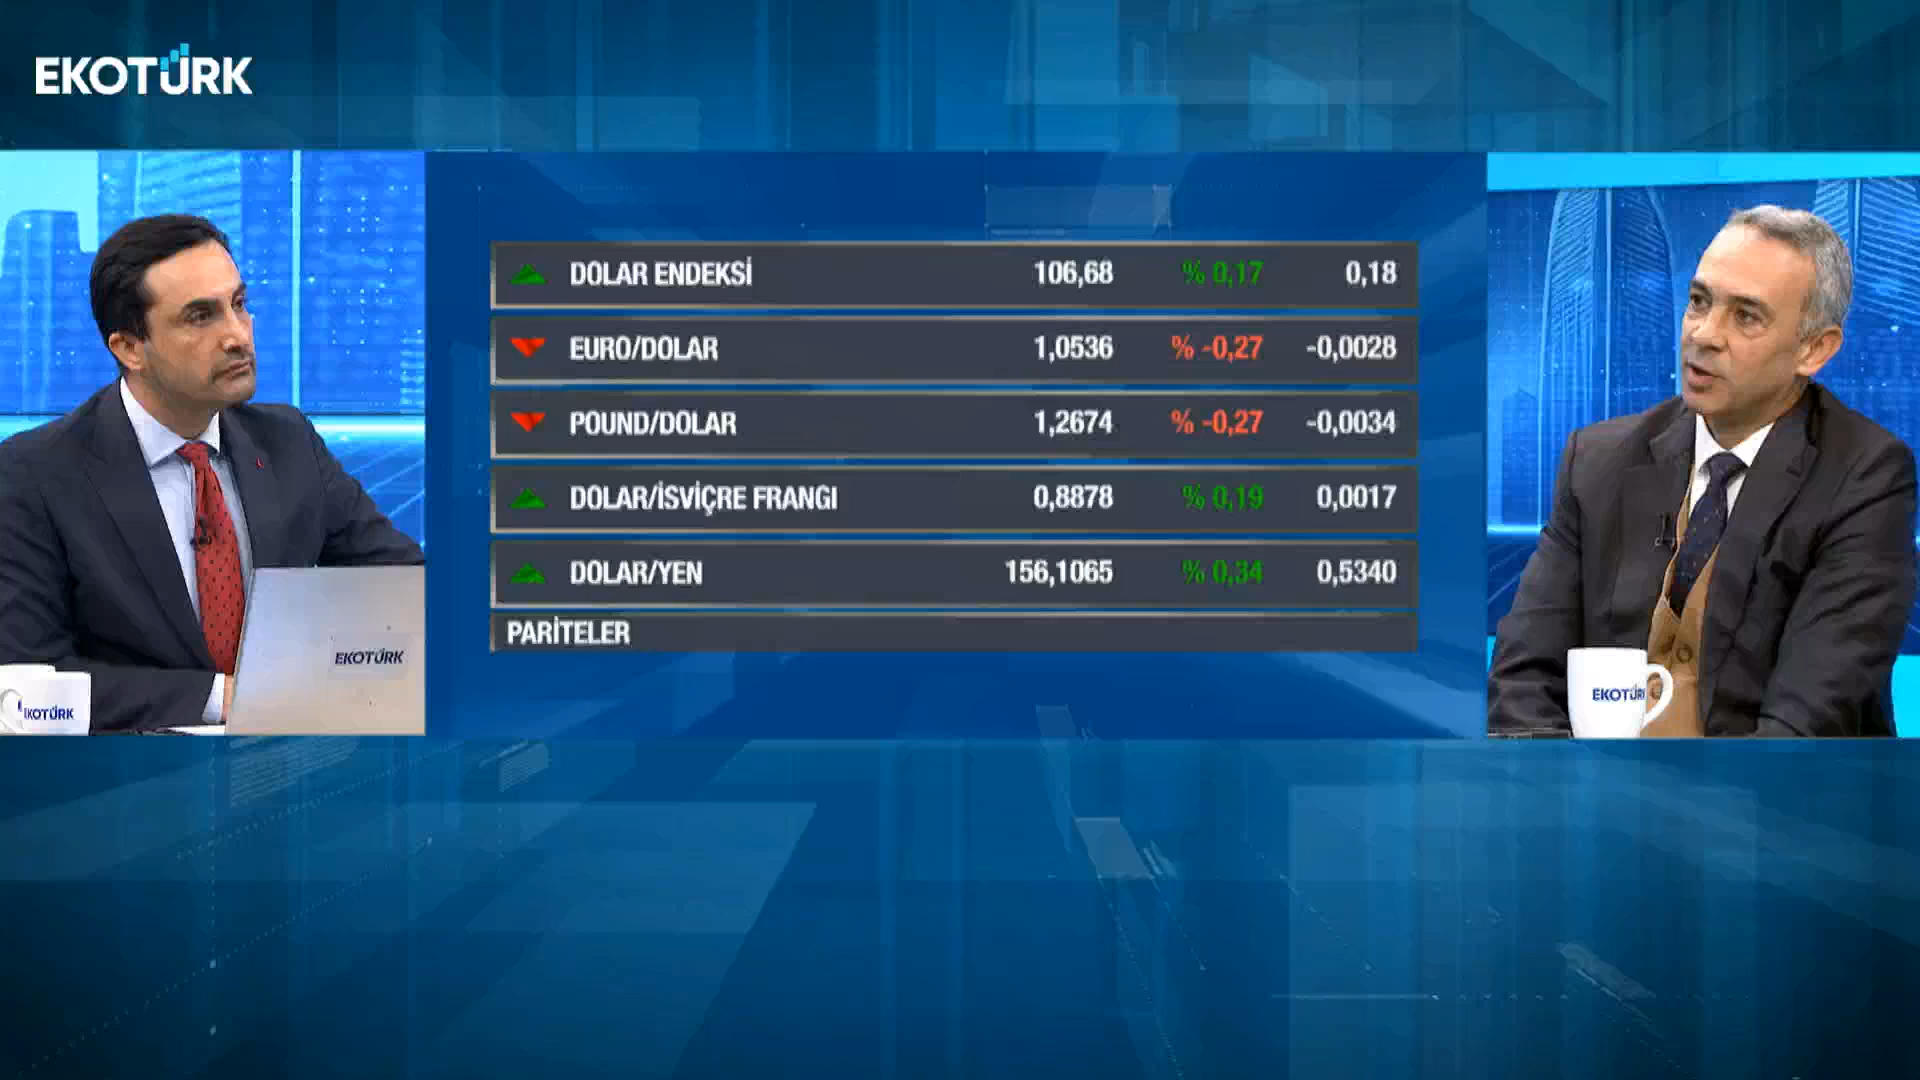 EKOTÜRK
DOLAR ENDEKSİ 106,68 % 0,17 0,18
EURO/DOLAR 1,0536 % -0,27 -0,0028
POUND/DOLAR 1,2674 % -0,27 -0,0034
DOLAR/İSVİÇRE FRANGI 0,8878 % 0,19 0,0017
DOLAR/YEN 156,1065 % 0,34 0,5340
PARİTELER
EKOTÜRK
EKOTÜRK
EKOTÜRK